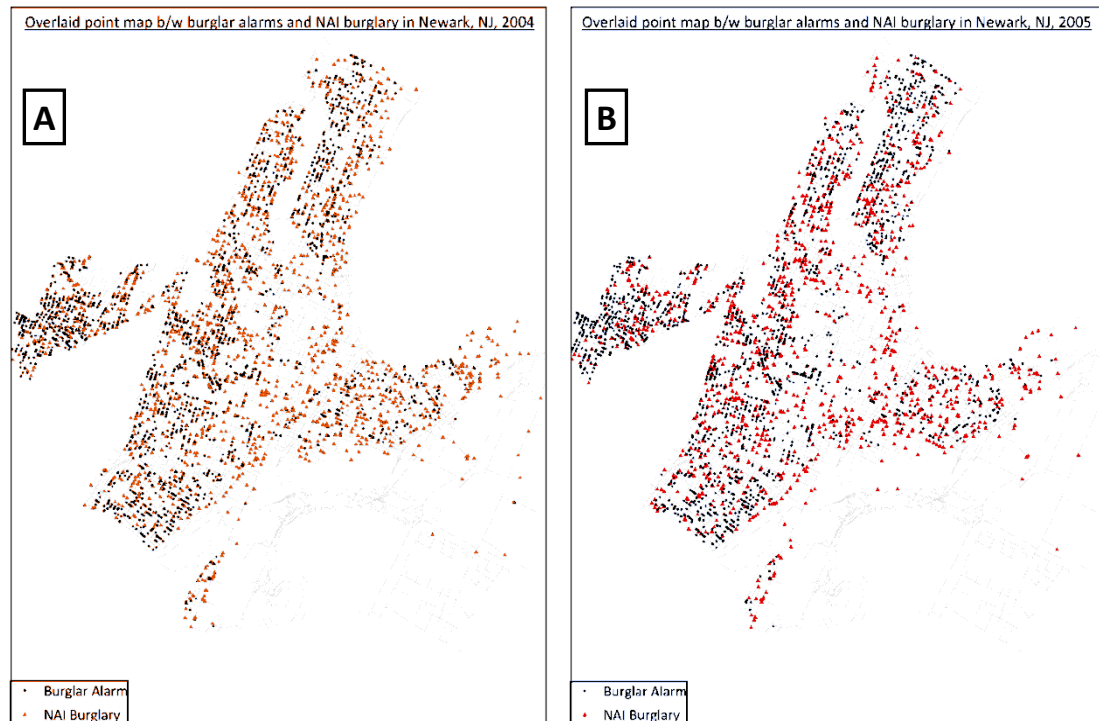 Overlaid point map b/w burglar alarms and NAI burglary in Newark, NJ, 2004
A
Burglar Alarm
NAI Burglary
Overlaid point map b/w burglar alarms and NAI burglary in Newark, NJ, 2005
B
Burglar Alarm
NAI Burglary